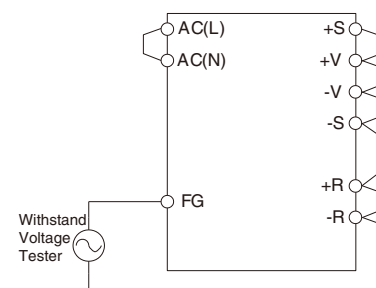 AC(L)
AC(N)
+S
+V
-V
-S
+R
-R
FG
Withstand
Voltage
Tester